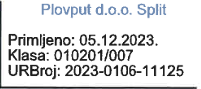 Plovput d.o.o. Split
Primljeno: 05.12.2023.
Klasa: 010201/007
URBroj: 2023-0106-11125